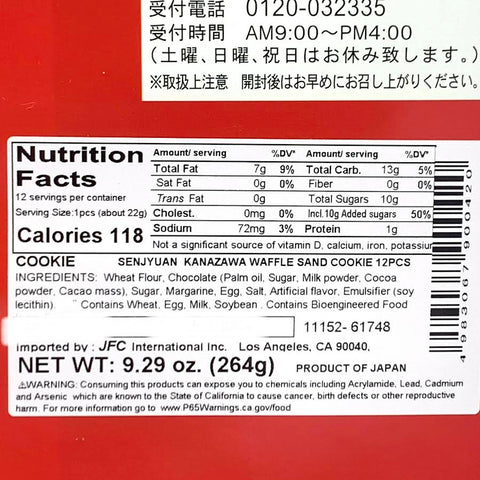 受付電話 0120-032335
受付時間 AM9:00～PM4:00
(土曜、日曜、祝日はお休み致します。)
※取扱上注意 開封後はお早めにお召し上がりください。
Nutrition Facts
12 servings per container
Serving Size:1pcs (about 22g)
Calories 118
Amount/ serving %DV*
Total Fat 7g 9%
Sat Fat 0g 0%
Trans Fat 0g
Cholest. 0mg 0%
Sodium 72mg 3%
Amount/ serving %DV*
Total Carb. 13g 5%
Fiber 0g 0%
Total Sugars 10g
Incl.10g Added sugars 50%
Protein 1g
Not a significant source of vitamin D, calcium, iron, potassium
COOKIE SENJYUAN KANAZAWA WAFFLE SAND COOKIE 12PCS
INGREDIENTS: Wheat Flour, Chocolate (Palm oil, Sugar, Milk powder, Cocoa
powder, Cacao mass), Sugar, Margarine, Egg, Salt, Artificial flavor, Emulsifier (soy
lecithin). Contains Wheat, Egg, Milk, Soybean . Contains Bioengineered Food
11152- 61748
Imported by : JFC International Inc. Los Angeles, CA 90040,
NET WT: 9.29 oz. (264g) PRODUCT OF JAPAN
⚠WARNING: Consuming this products can expose you to chemicals including Acrylamide, Lead, Cadmium
and Arsenic which are known to the State of California to cause cancer, birth defects or other reproductive
harm. For more information go to www.P65Warnings.ca.gov/food
4983067900420